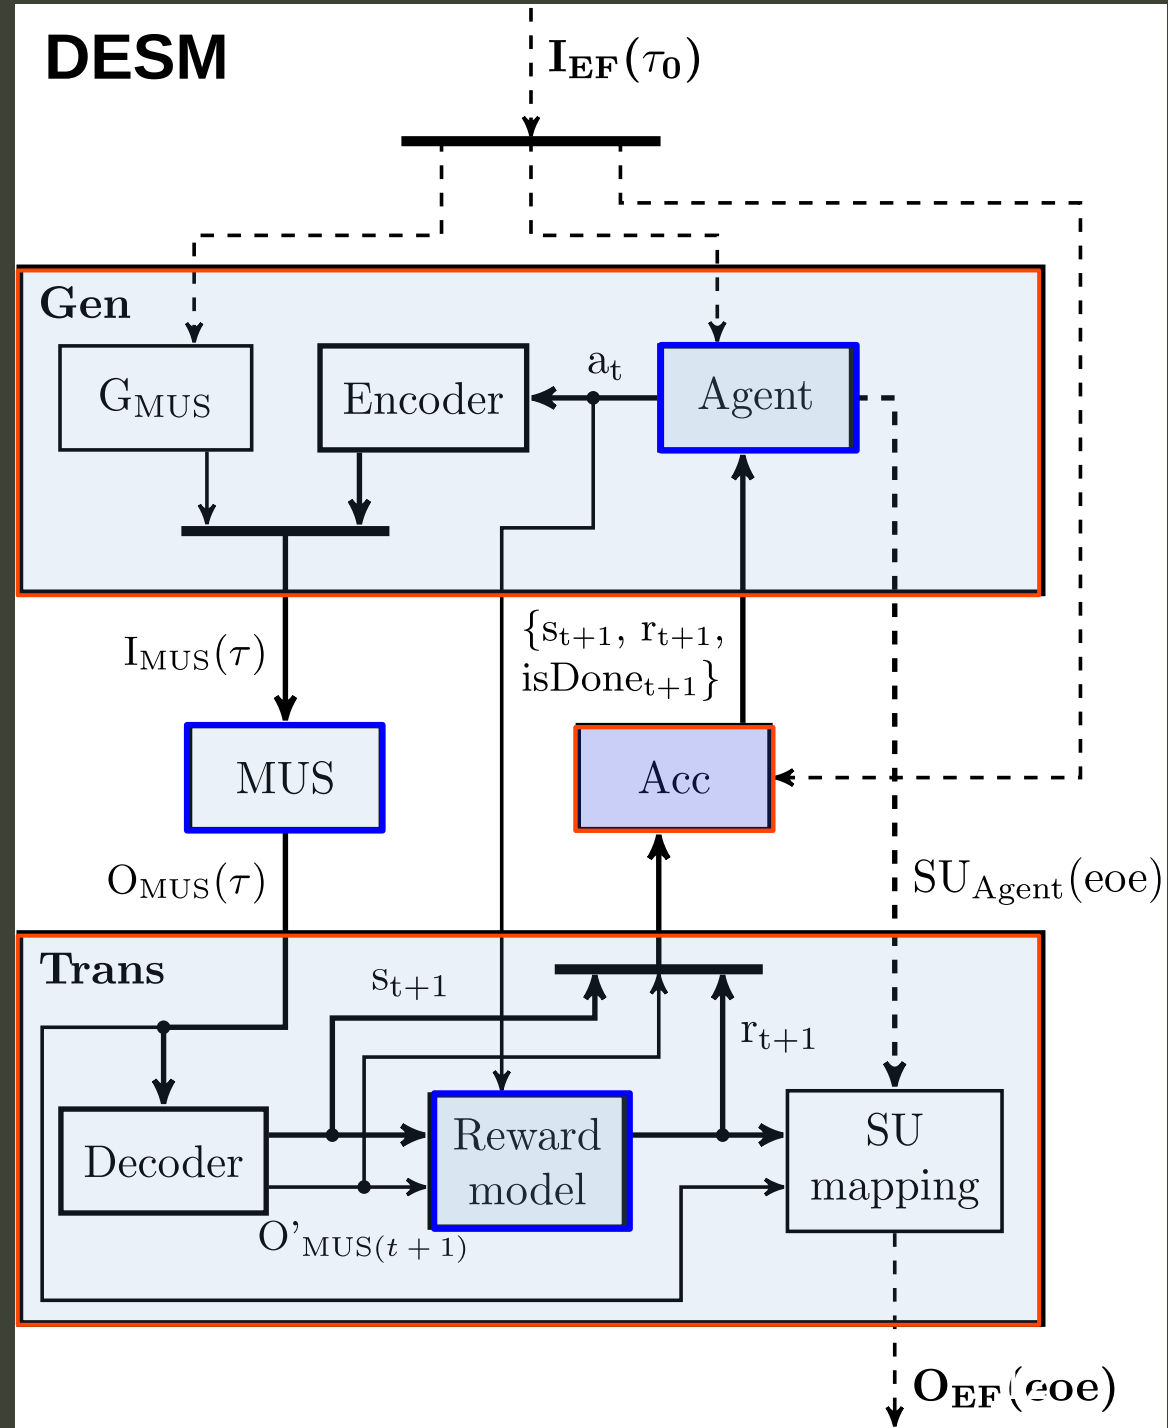 DESM
I_EF(τ_0)
Gen
G_MUS
Encoder
a_t
Agent
I_MUS(τ)
{s_t+1, r_t+1,
isDone_t+1}
MUS
Acc
O_MUS(τ)
SU_Agent(eoe)
Trans
s_t+1
r_t+1
Decoder
Reward
model
SU
mapping
O'_MUS(t + 1)
O_EF(eoe)